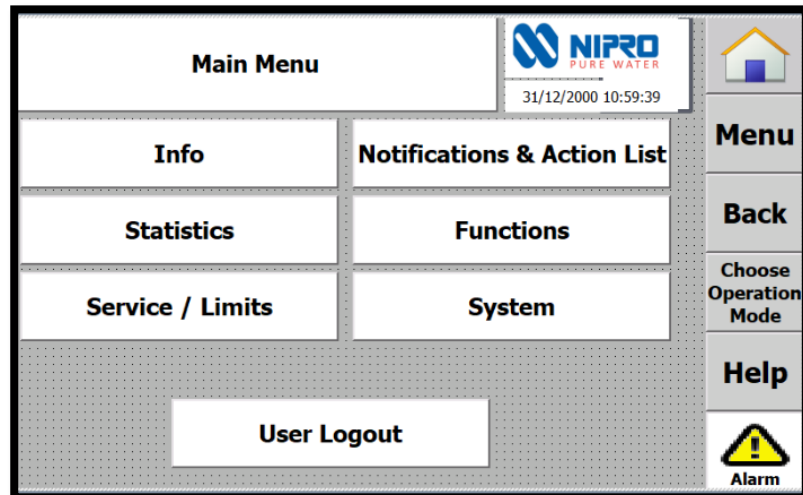 Main Menu
NIPRO
PURE WATER
31/12/2000 10:59:39
Info
Notifications & Action List
Statistics
Functions
Service / Limits
System
User Logout
Menu
Back
Choose
Operation
Mode
Help
Alarm